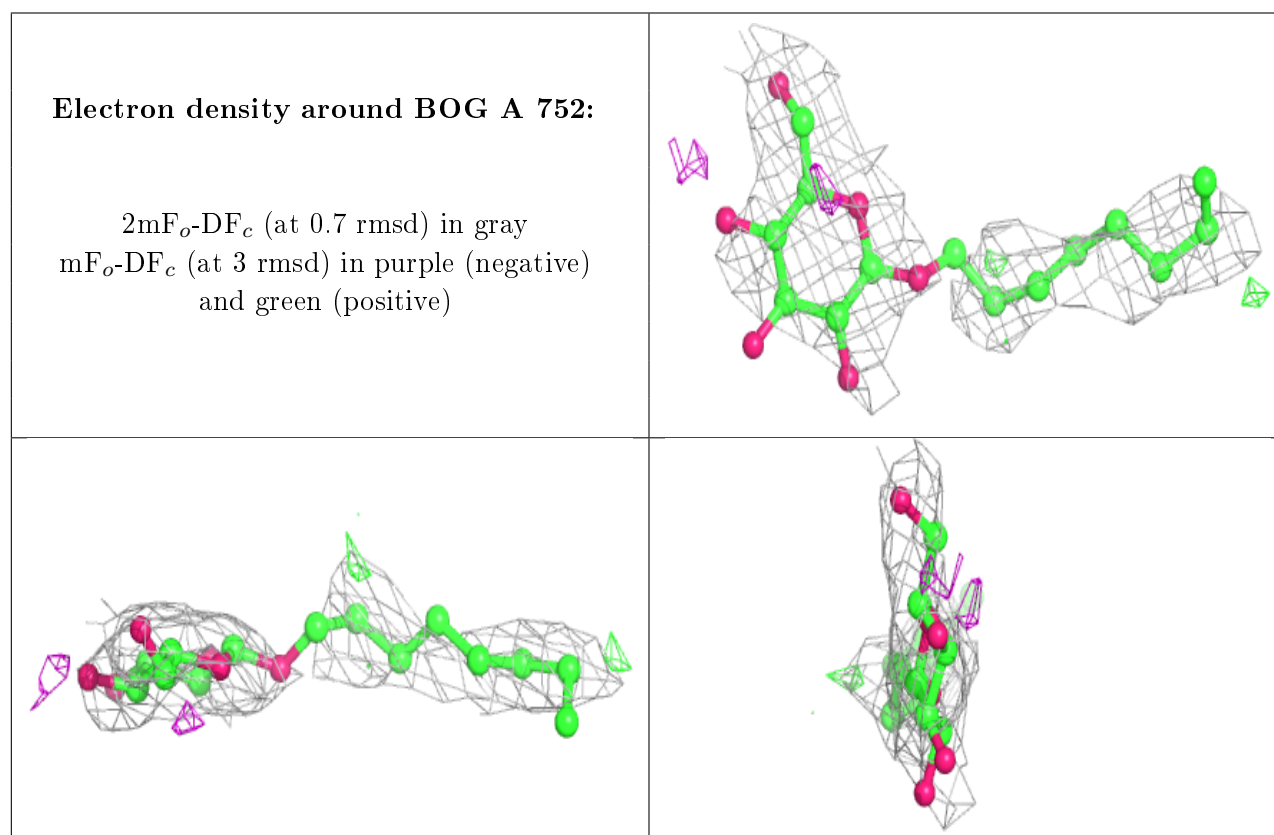 Electron density around BOG A 752:
2mFₒ-DF𝒸 (at 0.7 rmsd) in gray
mFₒ-DF𝒸 (at 3 rmsd) in purple (negative)
and green (positive)